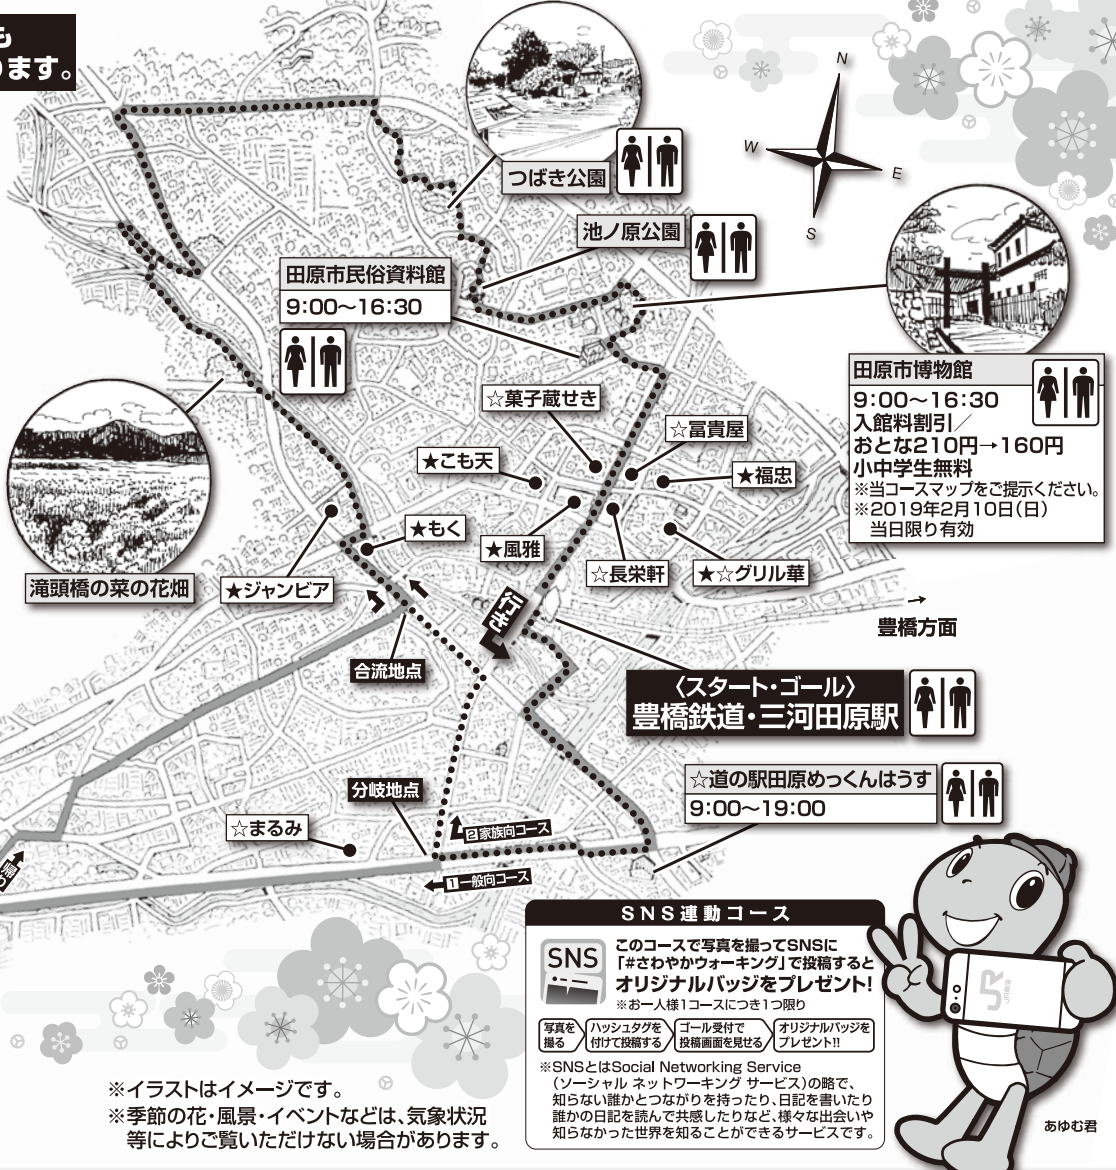 も
ります。
N
W
E
S
つばき公園
池ノ原公園
田原市民俗資料館
9:00〜16:30
田原市博物館
9:00〜16:30
入館料割引／
おとな210円→160円
小中学生無料
※当コースマップをご提示ください。
※2019年2月10日(日)
当日限り有効
☆菓子蔵せき
☆冨貴屋
★こも天
★福忠
★もく
★風雅
☆長栄軒
★☆グリル華
★ジャンビア
滝頭橋の菜の花畑
行き
→
豊橋方面
合流地点
〈スタート・ゴール〉
豊橋鉄道・三河田原駅
分岐地点
☆道の駅田原めっくんはうす
9:00〜19:00
☆まるみ
2家族向コース
1一般向コース
帰り
SNS連動コース
SNS
このコースで写真を撮ってSNSに
「#さわやかウォーキング」で投稿すると
オリジナルバッジをプレゼント!
※お一人様1コースにつき1つ限り
写真を
撮る
ハッシュタグを
付けて投稿する
ゴール受付で
投稿画面を見せる
オリジナルバッジを
プレゼント!!
※SNSとはSocial Networking Service
(ソーシャル ネットワーキング サービス)の略で、
知らない誰かとつながりを持ったり、日記を書いたり
誰かの日記を読んで共感したりなど、様々な出会いや
知らなかった世界を知ることができるサービスです。
JR東海
あゆむ君
※イラストはイメージです。
※季節の花・風景・イベントなどは、気象状況
等によりご覧いただけない場合があります。